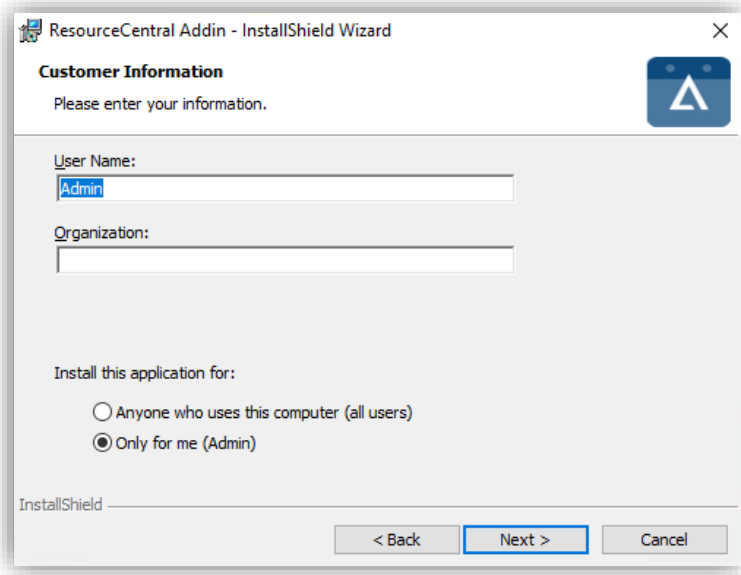 ResourceCentral Addin - InstallShield Wizard
Customer Information
Please enter your information.
User Name:
Admin
Organization:
Install this application for:
Anyone who uses this computer (all users)
Only for me (Admin)
InstallShield
< Back Next > Cancel